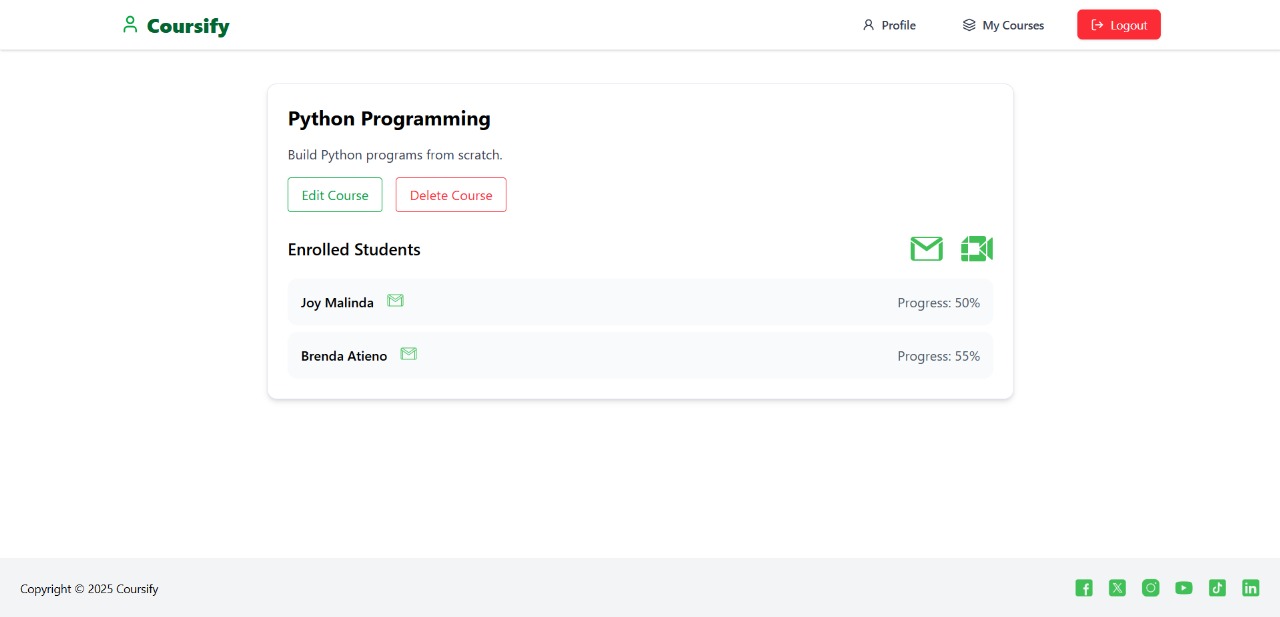 Coursify
Profile
My Courses
Logout
Python Programming
Build Python programs from scratch.
Edit Course
Delete Course
Enrolled Students
Joy Malinda
Progress: 50%
Brenda Atieno
Progress: 55%
Copyright © 2025 Coursify